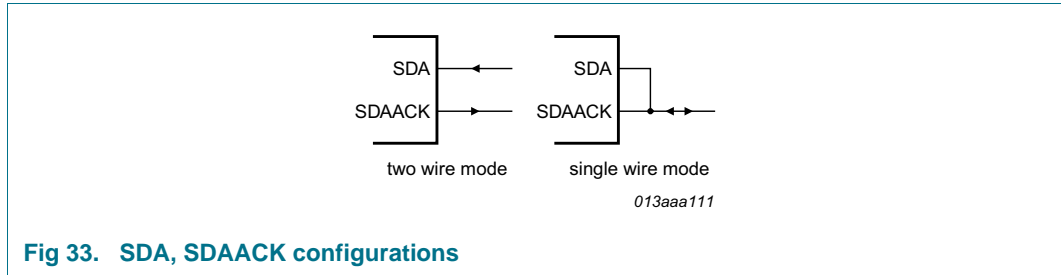 SDA
SDAACK
two wire mode
SDA
SDAACK
single wire mode
013aaa111
Fig 33. SDA, SDAACK configurations